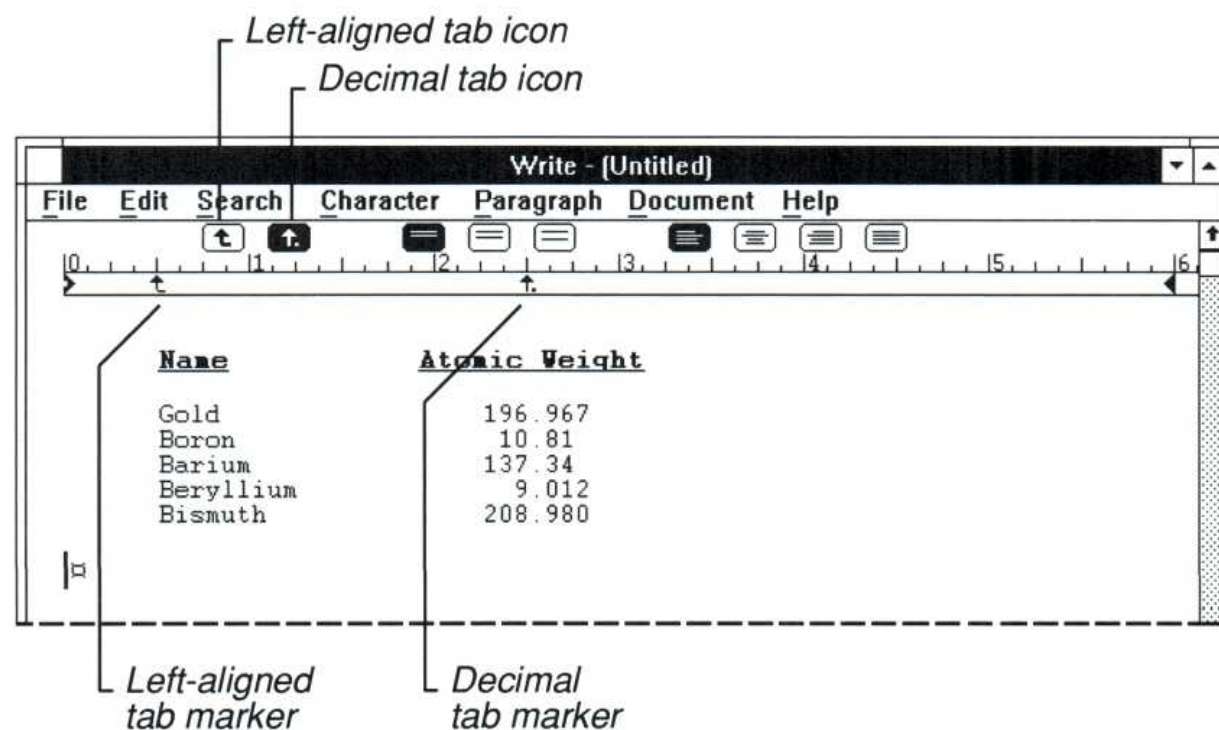 Left-aligned tab icon
Decimal tab icon
Write - (Untitled)
File Edit Search Character Paragraph Document Help
0 1 2 3 4 5 6
Name Atomic Weight
Gold 196.967
Boron 10.81
Barium 137.34
Beryllium 9.012
Bismuth 208.980
Left-aligned
tab marker
Decimal
tab marker